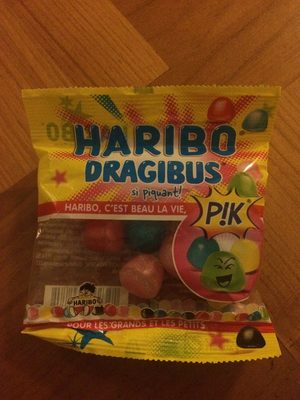 HARIBO
DRAGIBUS
si piquant!
HARIBO, C'EST BEAU LA VIE,
P!K
HARIBO
POUR LES GRANDS ET LES PETITS